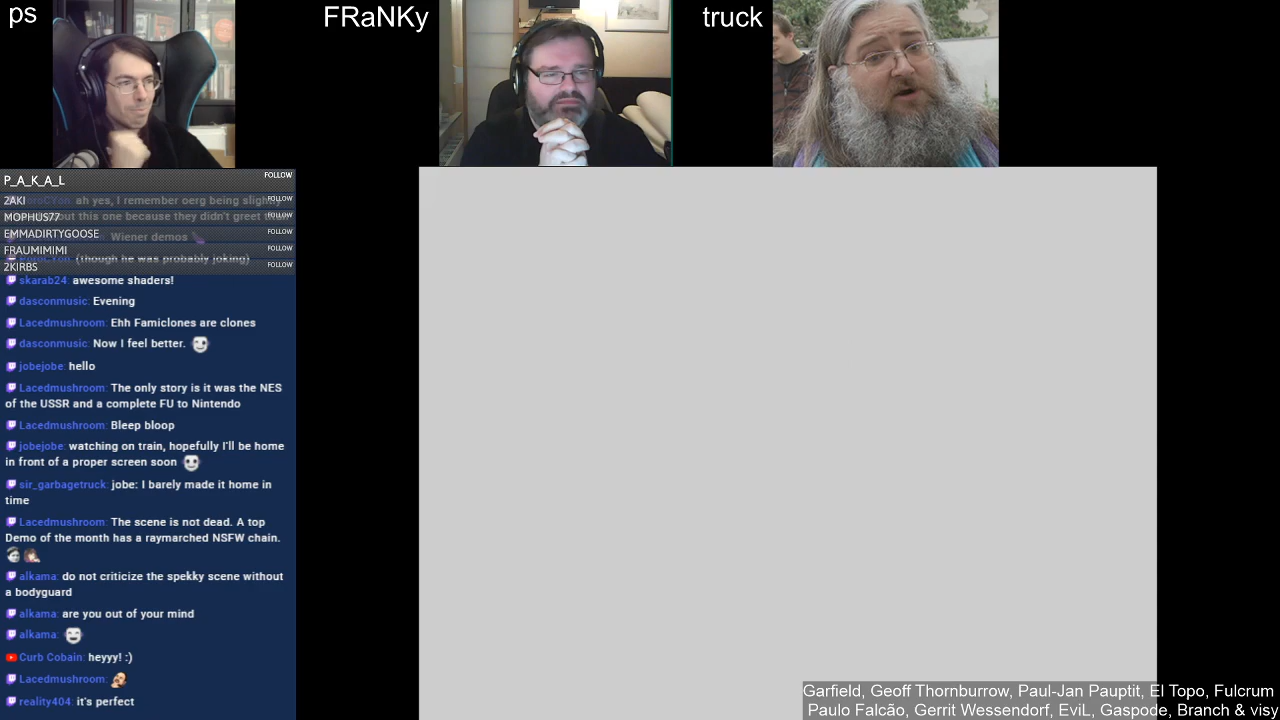 ps
FRaNKy
truck
P_A_K_A_L FOLLOW
2AKI FOLLOW
ah yes, I remember oerg being slightly
MOPHUS77 FOLLOW
out this one because they didn't greet
EMMADIRTYGOOSE FOLLOW
Wiener demos
FRAUMIMIMI FOLLOW
(though he was probably joking)
2KIRBS FOLLOW
skarab24: awesome shaders!
dasconmusic: Evening
Lacedmushroom: Ehh Famiclones are clones
dasconmusic: Now I feel better.
jobejobe: hello
Lacedmushroom: The only story is it was the NES
of the USSR and a complete FU to Nintendo
Lacedmushroom: Bleep bloop
jobejobe: watching on train, hopefully I'll be home
in front of a proper screen soon
sir_garbagetruck: jobe: I barely made it home in
time
Lacedmushroom: The scene is not dead. A top
Demo of the month has a raymarched NSFW chain.
alkama: do not criticize the spekky scene without
a bodyguard
alkama: are you out of your mind
alkama:
Curb Cobain: heyyy! :)
Lacedmushroom:
reality404: it's perfect
Garfield, Geoff Thornburrow, Paul-Jan Pauptit, El Topo, Fulcrum
Paulo Falcão, Gerrit Wessendorf, EviL, Gaspode, Branch & visy